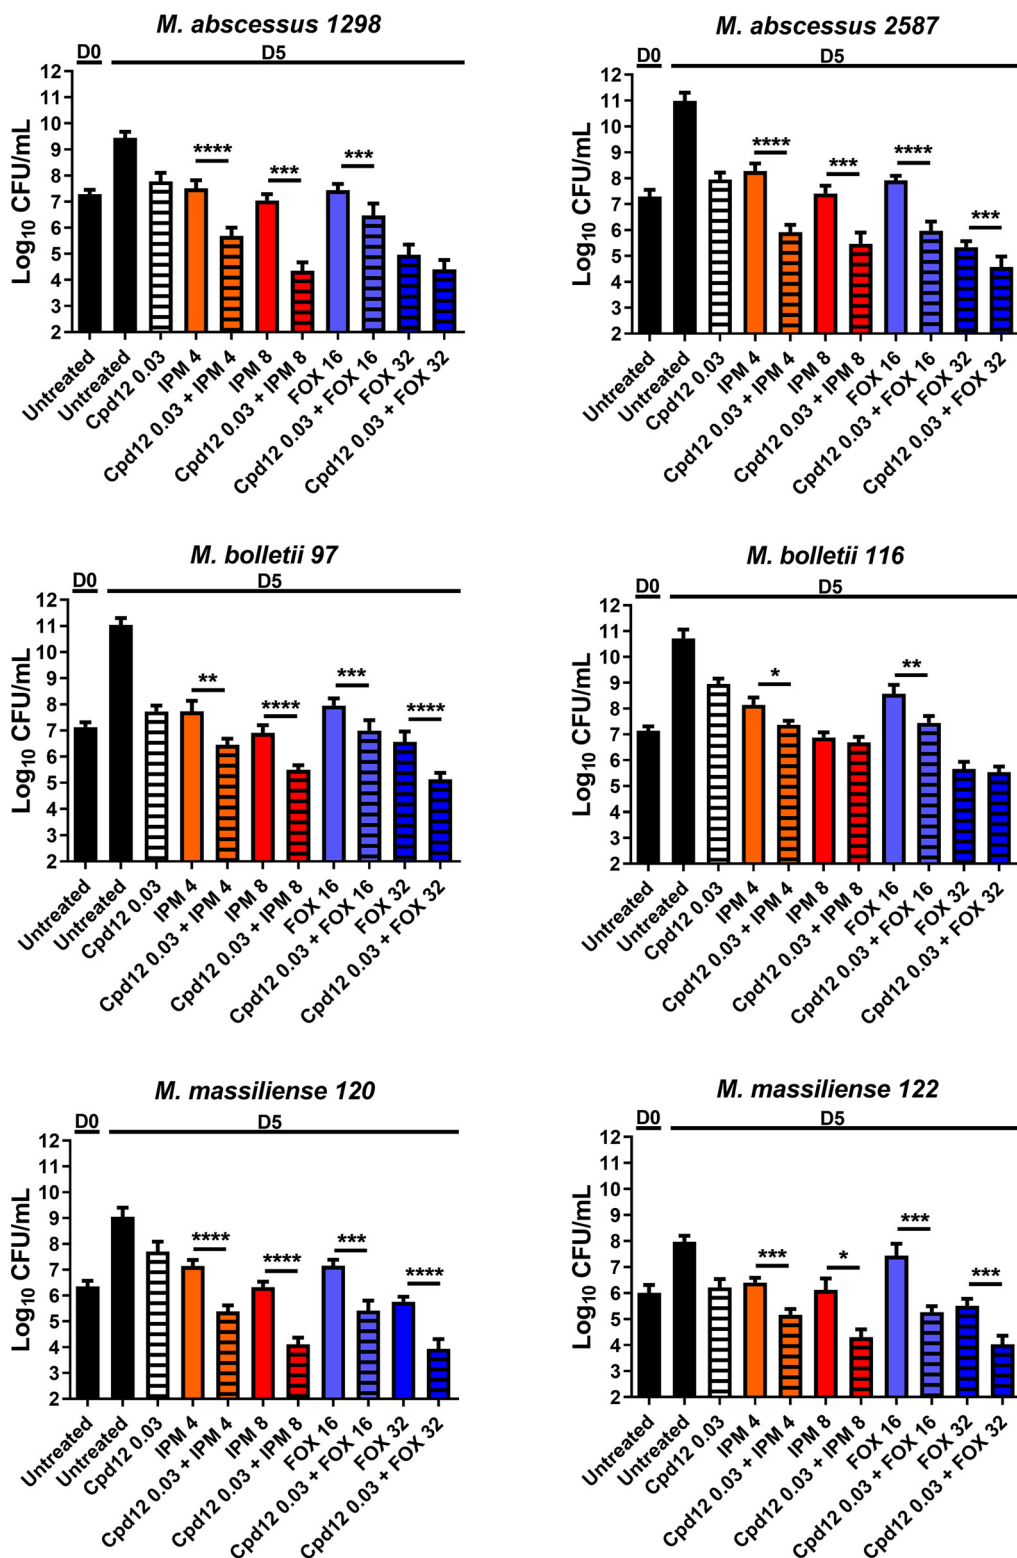 M. abscessus 1298
D0 D5
Log10 CFU/mL
12
11
10
9
8
7
6
5
4
3
2
**** *** ***
Untreated
Untreated
Cpd12 0.03
IPM 4
Cpd12 0.03 + IPM 4
IPM 8
Cpd12 0.03 + IPM 8
FOX 16
Cpd12 0.03 + FOX 16
FOX 32
Cpd12 0.03 + FOX 32
M. abscessus 2587
D0 D5
Log10 CFU/mL
12
11
10
9
8
7
6
5
4
3
2
**** *** **** ***
Untreated
Untreated
Cpd12 0.03
IPM 4
Cpd12 0.03 + IPM 4
IPM 8
Cpd12 0.03 + IPM 8
FOX 16
Cpd12 0.03 + FOX 16
FOX 32
Cpd12 0.03 + FOX 32
M. bolletii 97
D0 D5
Log10 CFU/mL
12
11
10
9
8
7
6
5
4
3
2
** **** *** ****
Untreated
Untreated
Cpd12 0.03
IPM 4
Cpd12 0.03 + IPM 4
IPM 8
Cpd12 0.03 + IPM 8
FOX 16
Cpd12 0.03 + FOX 16
FOX 32
Cpd12 0.03 + FOX 32
M. bolletii 116
D0 D5
Log10 CFU/mL
12
11
10
9
8
7
6
5
4
3
2
* **
Untreated
Untreated
Cpd12 0.03
IPM 4
Cpd12 0.03 + IPM 4
IPM 8
Cpd12 0.03 + IPM 8
FOX 16
Cpd12 0.03 + FOX 16
FOX 32
Cpd12 0.03 + FOX 32
M. massiliense 120
D0 D5
Log10 CFU/mL
12
11
10
9
8
7
6
5
4
3
2
**** **** *** ****
Untreated
Untreated
Cpd12 0.03
IPM 4
Cpd12 0.03 + IPM 4
IPM 8
Cpd12 0.03 + IPM 8
FOX 16
Cpd12 0.03 + FOX 16
FOX 32
Cpd12 0.03 + FOX 32
M. massiliense 122
D0 D5
Log10 CFU/mL
12
11
10
9
8
7
6
5
4
3
2
*** * *** ***
Untreated
Untreated
Cpd12 0.03
IPM 4
Cpd12 0.03 + IPM 4
IPM 8
Cpd12 0.03 + IPM 8
FOX 16
Cpd12 0.03 + FOX 16
FOX 32
Cpd12 0.03 + FOX 32